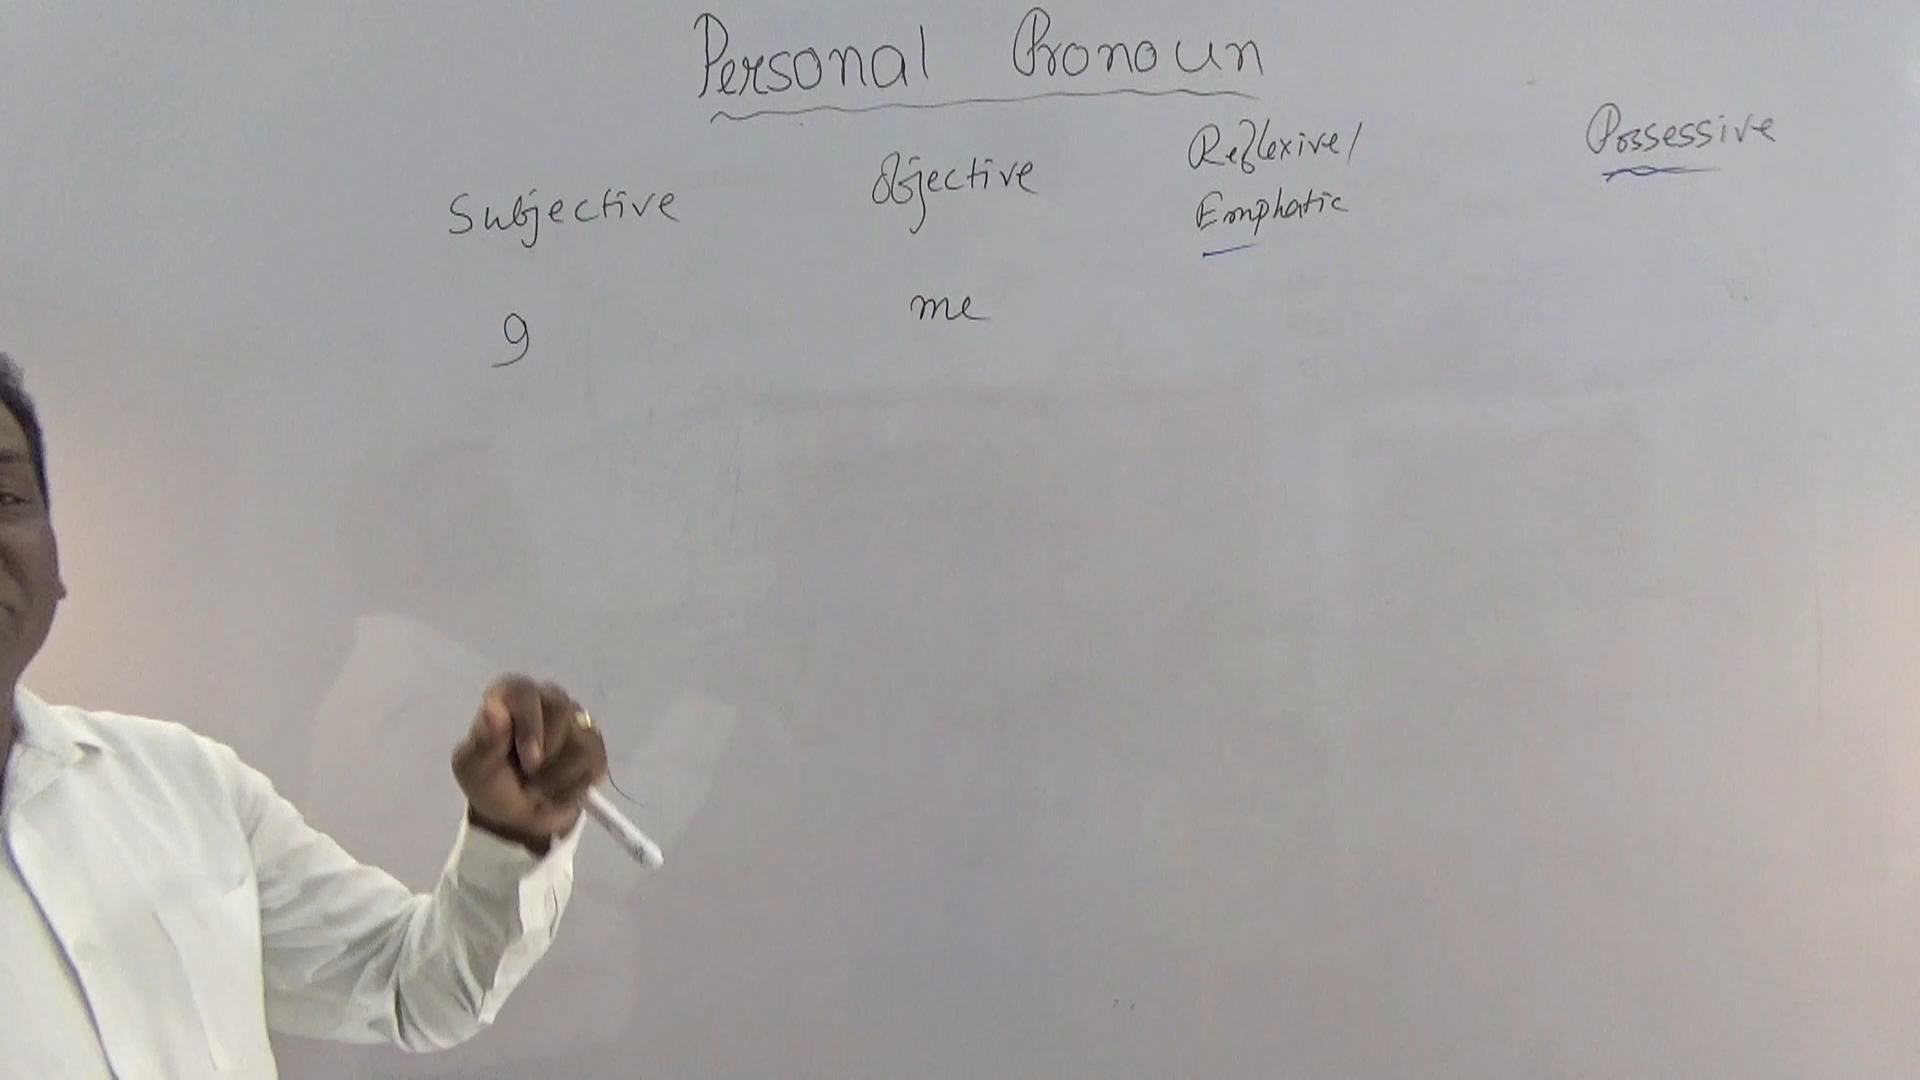 Personal Pronoun
Subjective Objective Reflexive/ Possessive
Emphatic
I me